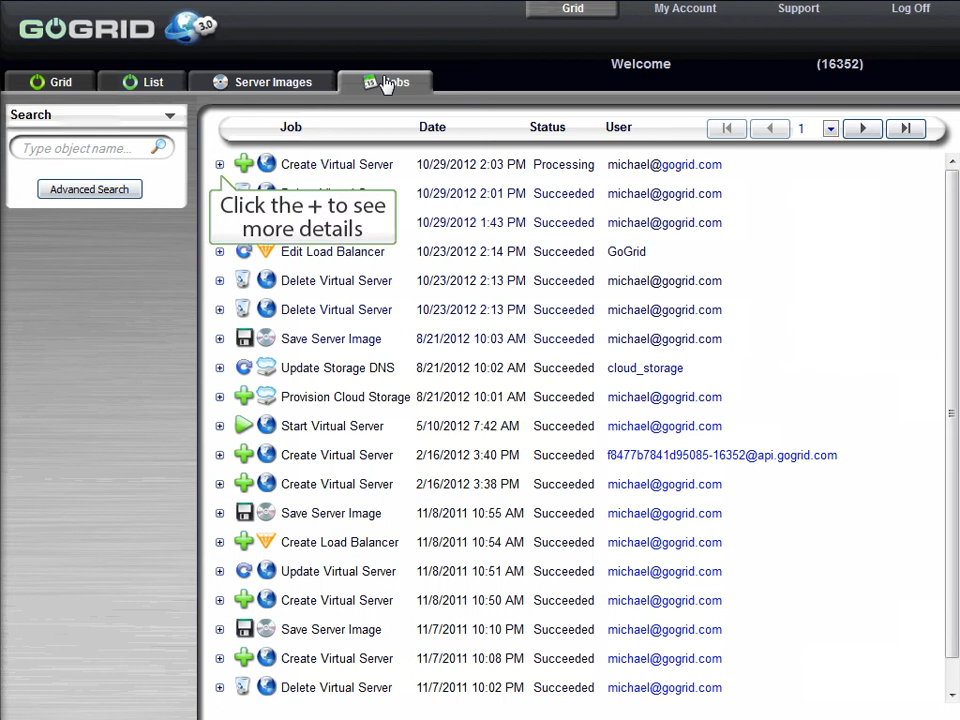 GOGRID 3.0
Grid My Account Support Log Off
Welcome (16352)
Grid List Server Images Jobs
Search
Type object name...
Advanced Search
Job Date Status User 1
Create Virtual Server 10/29/2012 2:03 PM Processing michael@gogrid.com
10/29/2012 2:01 PM Succeeded michael@gogrid.com
Click the + to see
more details
10/29/2012 1:43 PM Succeeded michael@gogrid.com
Edit Load Balancer 10/23/2012 2:14 PM Succeeded GoGrid
Delete Virtual Server 10/23/2012 2:13 PM Succeeded michael@gogrid.com
Delete Virtual Server 10/23/2012 2:13 PM Succeeded michael@gogrid.com
Save Server Image 8/21/2012 10:03 AM Succeeded michael@gogrid.com
Update Storage DNS 8/21/2012 10:02 AM Succeeded cloud_storage
Provision Cloud Storage 8/21/2012 10:01 AM Succeeded michael@gogrid.com
Start Virtual Server 5/10/2012 7:42 AM Succeeded michael@gogrid.com
Create Virtual Server 2/16/2012 3:40 PM Succeeded f8477b7841d95085-16352@api.gogrid.com
Create Virtual Server 2/16/2012 3:38 PM Succeeded michael@gogrid.com
Save Server Image 11/8/2011 10:55 AM Succeeded michael@gogrid.com
Create Load Balancer 11/8/2011 10:54 AM Succeeded michael@gogrid.com
Update Virtual Server 11/8/2011 10:51 AM Succeeded michael@gogrid.com
Create Virtual Server 11/8/2011 10:50 AM Succeeded michael@gogrid.com
Save Server Image 11/7/2011 10:10 PM Succeeded michael@gogrid.com
Create Virtual Server 11/7/2011 10:08 PM Succeeded michael@gogrid.com
Delete Virtual Server 11/7/2011 10:02 PM Succeeded michael@gogrid.com